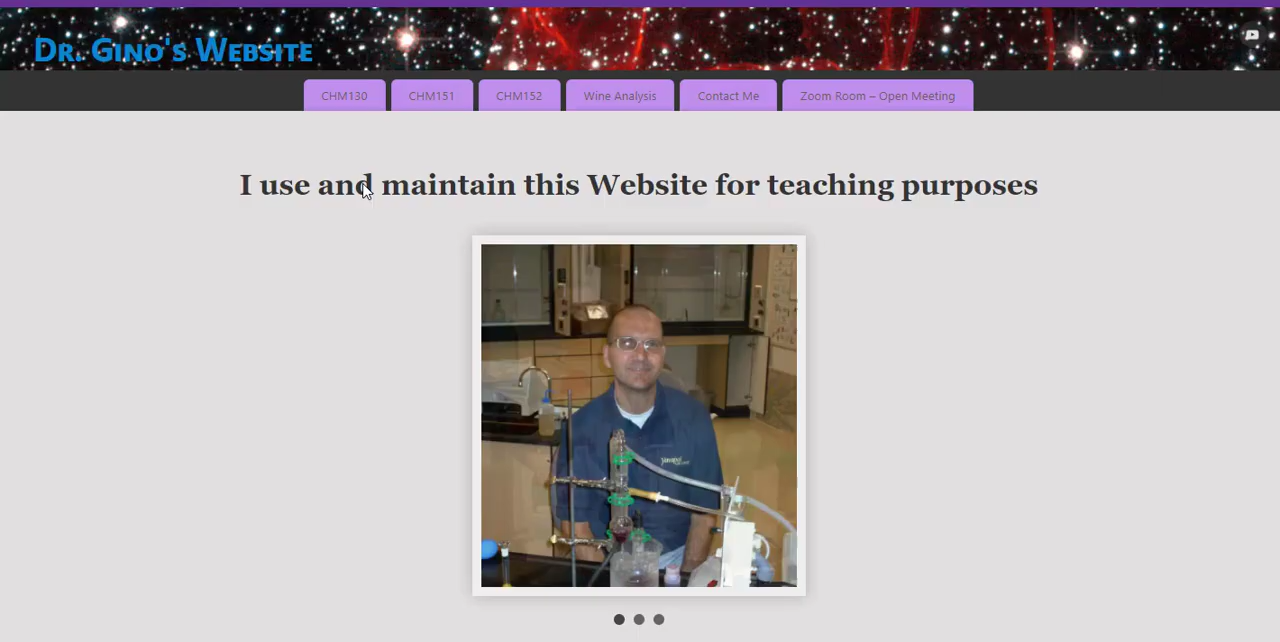 Dr. Gino's Website
CHM130
CHM151
CHM152
Wine Analysis
Contact Me
Zoom Room – Open Meeting
I use and maintain this Website for teaching purposes